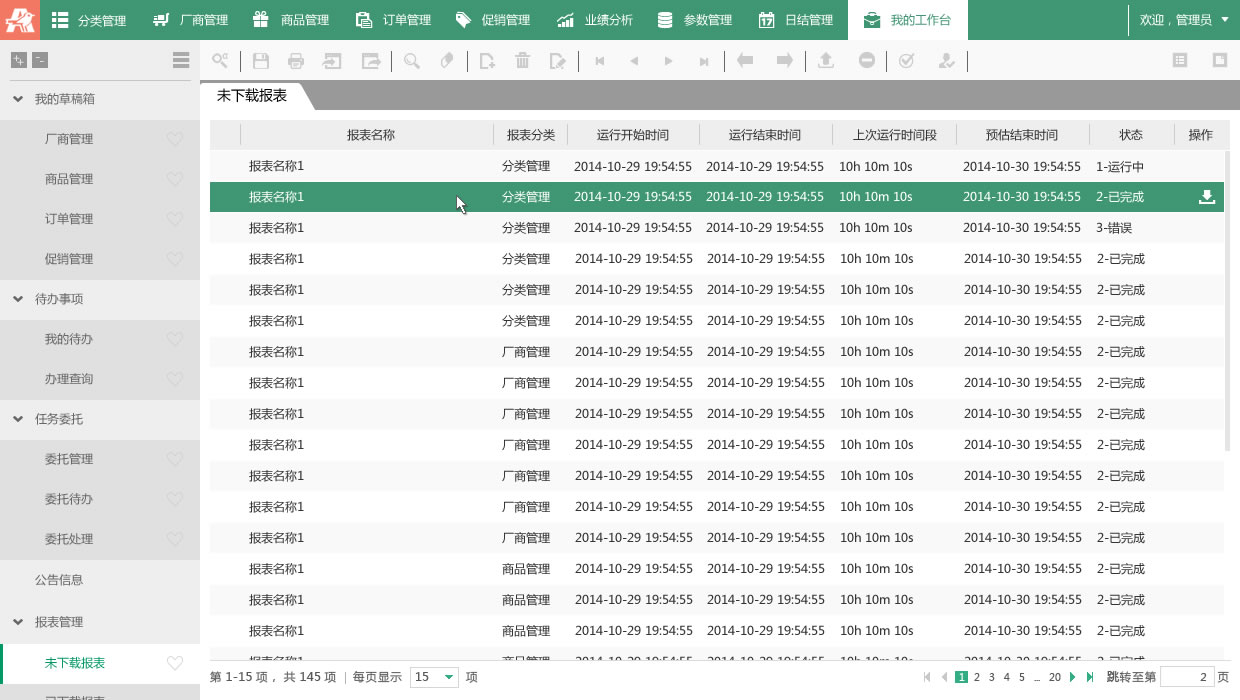 分类管理 厂商管理 商品管理 订单管理 促销管理 业绩分析 参数管理 日结管理 我的工作台 欢迎，管理员
我的草稿箱
厂商管理
商品管理
订单管理
促销管理
待办事项
我的待办
办理查询
任务委托
委托管理
委托待办
委托处理
公告信息
报表管理
未下载报表
已下载报表
未下载报表
报表名称 报表分类 运行开始时间 运行结束时间 上次运行时间段 预估结束时间 状态 操作
报表名称1 分类管理 2014-10-29 19:54:55 2014-10-29 19:54:55 10h 10m 10s 2014-10-30 19:54:55 1-运行中
报表名称1 分类管理 2014-10-29 19:54:55 2014-10-29 19:54:55 10h 10m 10s 2014-10-30 19:54:55 2-已完成
报表名称1 分类管理 2014-10-29 19:54:55 2014-10-29 19:54:55 10h 10m 10s 2014-10-30 19:54:55 3-错误
报表名称1 分类管理 2014-10-29 19:54:55 2014-10-29 19:54:55 10h 10m 10s 2014-10-30 19:54:55 2-已完成
报表名称1 分类管理 2014-10-29 19:54:55 2014-10-29 19:54:55 10h 10m 10s 2014-10-30 19:54:55 2-已完成
报表名称1 分类管理 2014-10-29 19:54:55 2014-10-29 19:54:55 10h 10m 10s 2014-10-30 19:54:55 2-已完成
报表名称1 厂商管理 2014-10-29 19:54:55 2014-10-29 19:54:55 10h 10m 10s 2014-10-30 19:54:55 2-已完成
报表名称1 厂商管理 2014-10-29 19:54:55 2014-10-29 19:54:55 10h 10m 10s 2014-10-30 19:54:55 2-已完成
报表名称1 厂商管理 2014-10-29 19:54:55 2014-10-29 19:54:55 10h 10m 10s 2014-10-30 19:54:55 2-已完成
报表名称1 厂商管理 2014-10-29 19:54:55 2014-10-29 19:54:55 10h 10m 10s 2014-10-30 19:54:55 2-已完成
报表名称1 厂商管理 2014-10-29 19:54:55 2014-10-29 19:54:55 10h 10m 10s 2014-10-30 19:54:55 2-已完成
报表名称1 厂商管理 2014-10-29 19:54:55 2014-10-29 19:54:55 10h 10m 10s 2014-10-30 19:54:55 2-已完成
报表名称1 厂商管理 2014-10-29 19:54:55 2014-10-29 19:54:55 10h 10m 10s 2014-10-30 19:54:55 2-已完成
报表名称1 商品管理 2014-10-29 19:54:55 2014-10-29 19:54:55 10h 10m 10s 2014-10-30 19:54:55 2-已完成
报表名称1 商品管理 2014-10-29 19:54:55 2014-10-29 19:54:55 10h 10m 10s 2014-10-30 19:54:55 2-已完成
报表名称1 商品管理 2014-10-29 19:54:55 2014-10-29 19:54:55 10h 10m 10s 2014-10-30 19:54:55 2-已完成
第 1-15 项，共 145 项 | 每页显示 15 项 1 2 3 4 5 ... 20 跳转至第 2 页